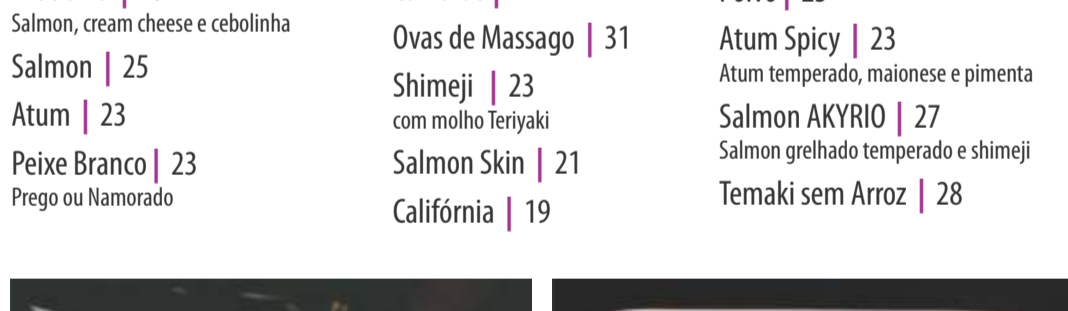 Salmon, cream cheese e cebolinha
Salmon | 25
Atum | 23
Peixe Branco | 23
Prego ou Namorado
Ovas de Massago | 31
Shimeji | 23
com molho Teriyaki
Salmon Skin | 21
Califórnia | 19
Atum Spicy | 23
Atum temperado, maionese e pimenta
Salmon AKYRIO | 27
Salmon grelhado temperado e shimeji
Temaki sem Arroz | 28